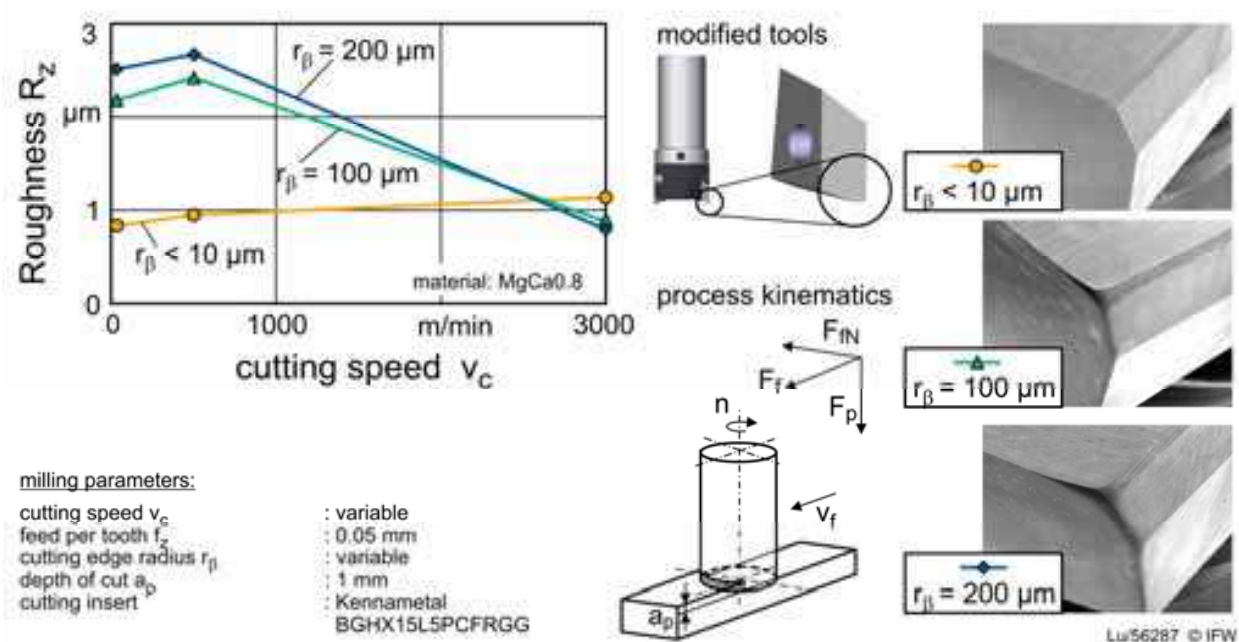 3
Roughness R_z
µm
1
0
r_β = 200 µm
r_β = 100 µm
r_β < 10 µm
material: MgCa0.8
0
1000
m/min
3000
cutting speed v_c
modified tools
process kinematics
F_fN
F_f
F_p
n
v_f
a_p
r_β < 10 µm
r_β = 100 µm
r_β = 200 µm
milling parameters:
cutting speed v_c : variable
feed per tooth f_z : 0.05 mm
cutting edge radius r_β : variable
depth of cut a_p : 1 mm
cutting insert : Kennametal
BGHX15L5PCFRGG
Lu/56287 © IFW